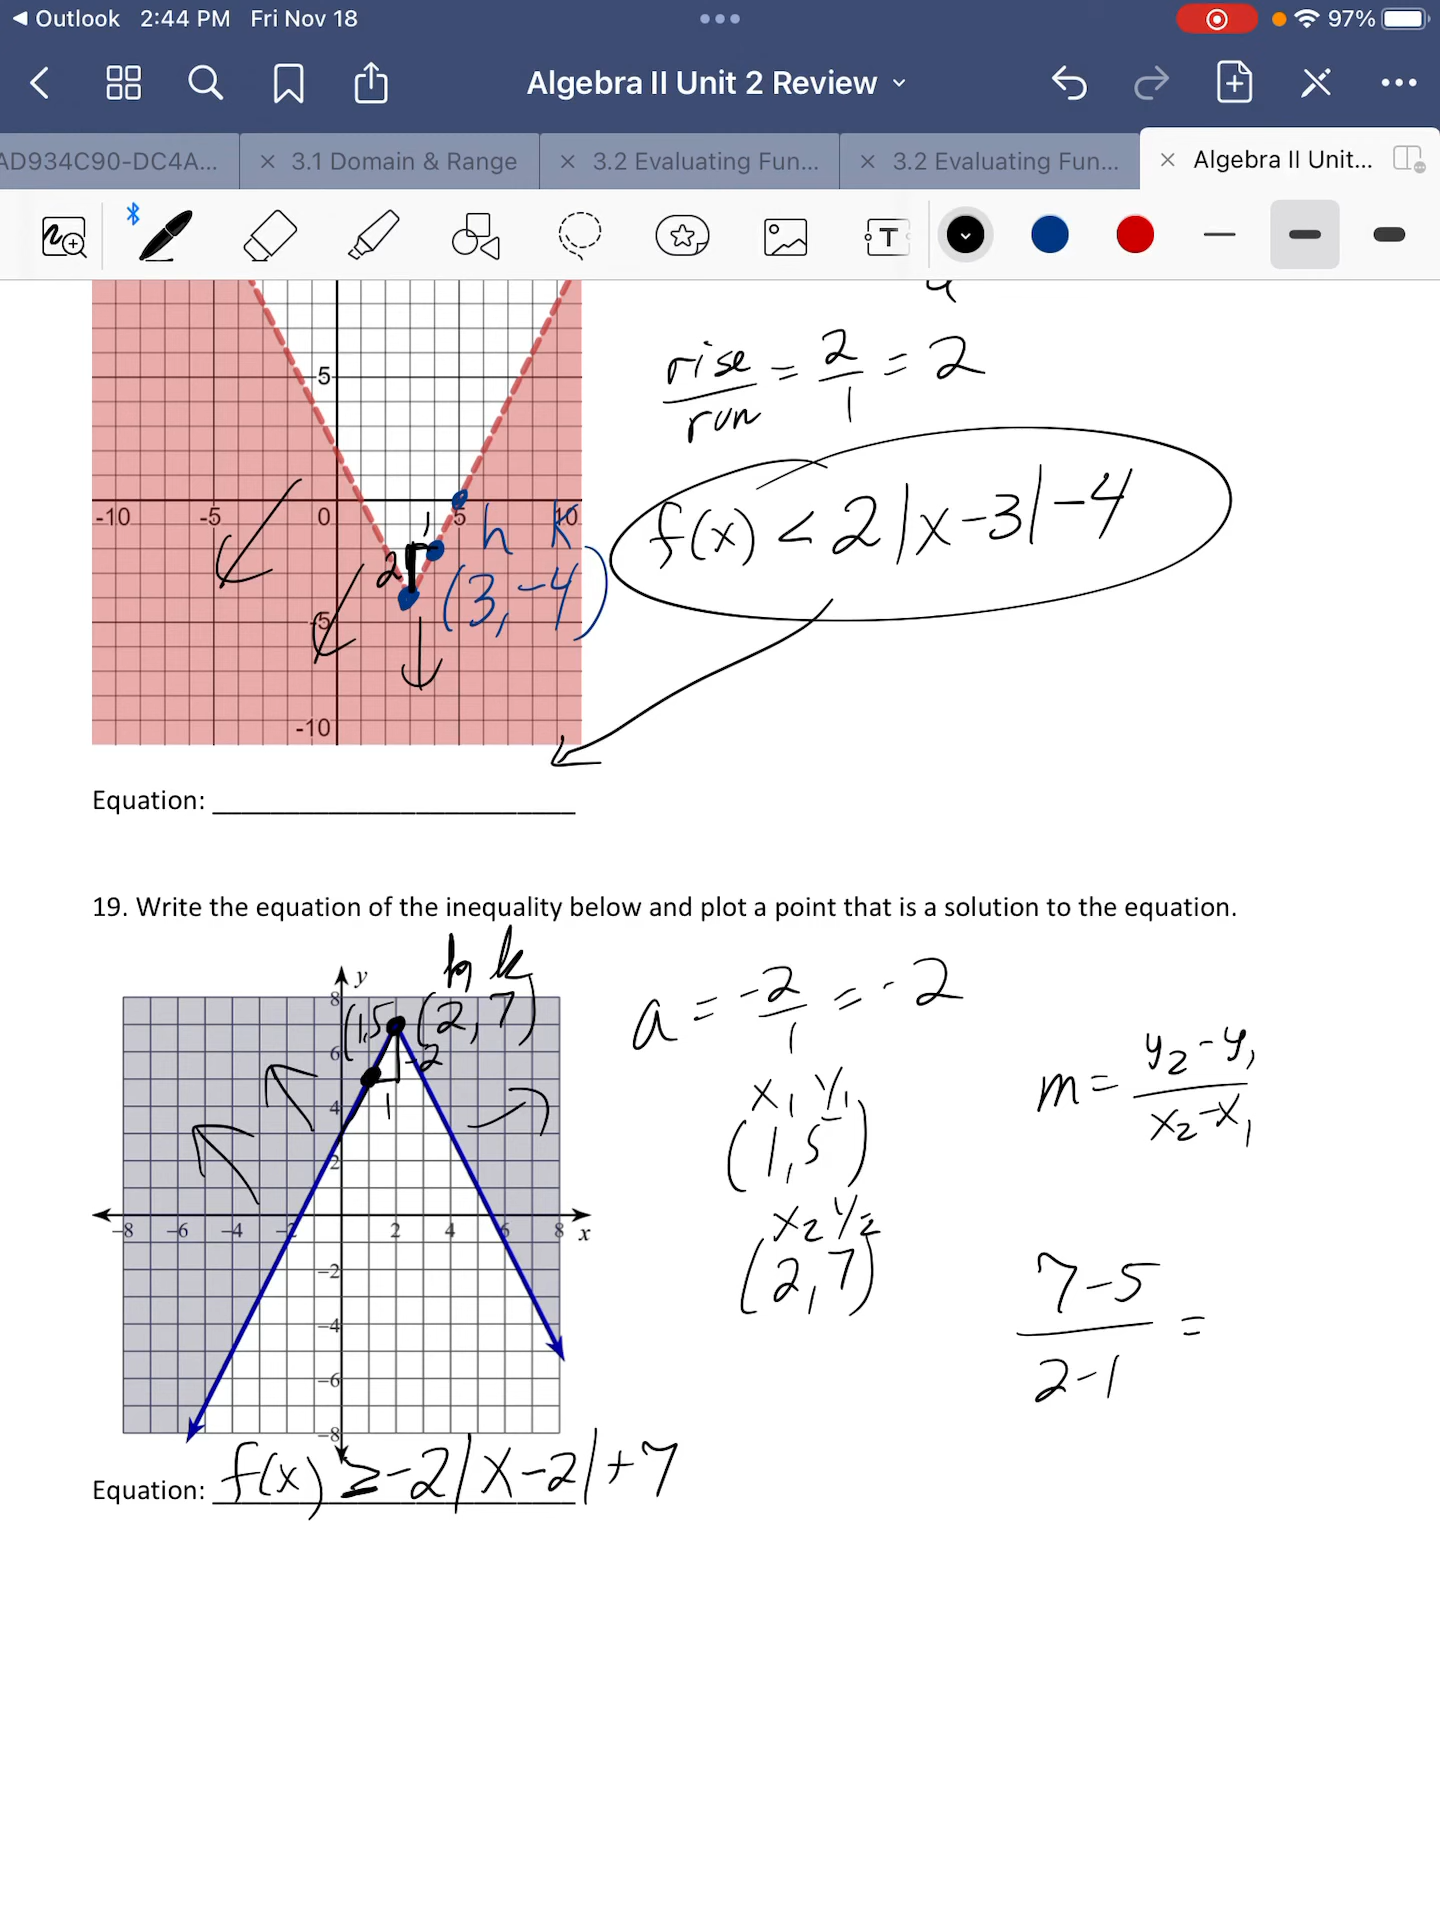 Outlook 2:44 PM Fri Nov 18 97%
Algebra II Unit 2 Review
AD934C90-DC4A... × 3.1 Domain & Range × 3.2 Evaluating Fun... × 3.2 Evaluating Fun... × Algebra II Unit...
T
rise/run = 2/1 = 2
5
-10 -5 0 5 10
-5
-10
1
2
h k
(3, -4)
f(x) < 2|x-3|-4
Equation: ____________________
19. Write the equation of the inequality below and plot a point that is a solution to the equation.
h k
(1,5 (2,7)
-2
1
y
8
6
4
2
-8 -6 -4 -2 2 4 6 8 x
-2
-4
-6
-8
a = -2/1 = -2
x1 y1
(1,5)
x2 y2
(2,7)
m = y2-y1/x2-x1
7-5/2-1 =
Equation: f(x) ≥ -2|x-2|+7